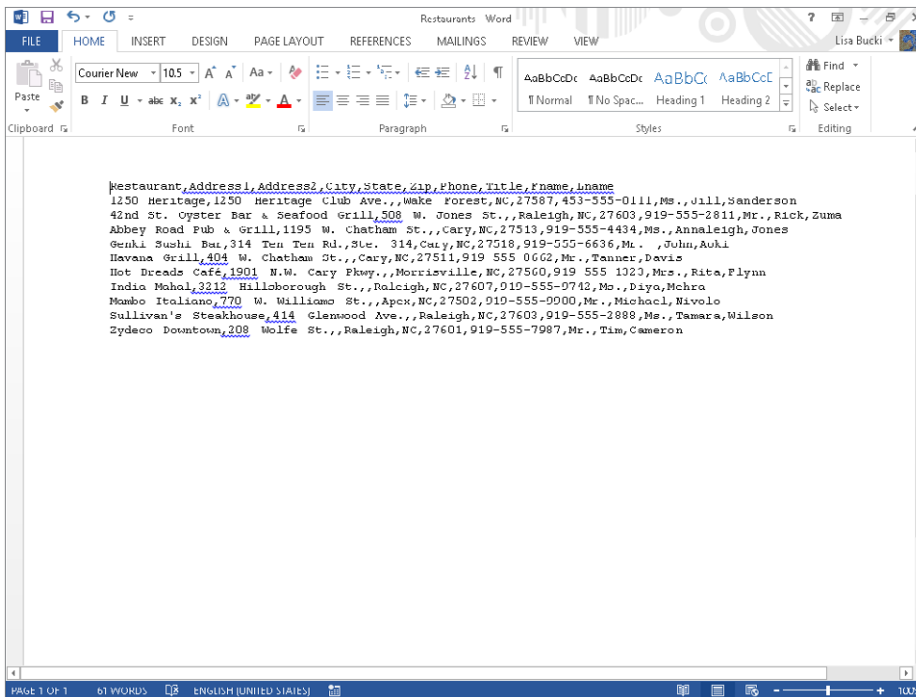 Restaurants Word
FILE HOME INSERT DESIGN PAGE LAYOUT REFERENCES MAILINGS REVIEW VIEW Lisa Bucki
Courier New 10.5 Aa Find
Paste Replace
B I U abc X₂ X² A A AaBbCcDc AaBbCcDc AaBbC AaBbCcE
¶ Normal ¶ No Spac... Heading 1 Heading 2 Select
Clipboard Font Paragraph Styles Editing
Restaurant,Address1,Address2,City,State,Zip,Phone,Title,Fname,Lname
1250 Heritage,1250 Heritage Club Ave.,,Wake Forest,NC,27587,453-555-0111,Ms.,Jill,Sanderson
42nd St. Oyster Bar & Seafood Grill,508 W. Jones St.,,Raleigh,NC,27603,919-555-2811,Mr.,Rick,Zuma
Abbey Road Pub & Grill,1195 W. Chatham St.,,Cary,NC,27513,919-555-4434,Ms.,Annaleigh,Jones
Genki Sushi Bar,314 Ten Ten Rd.,Ste. 314,Cary,NC,27518,919-555-6636,Mr. ,John,Aoki
Havana Grill,404 W. Chatham St.,,Cary,NC,27511,919 555 0662,Mr.,Tanner,Davis
Hot Breads Café,1901 N.W. Cary Pkwy.,,Morrisville,NC,27560,919 555 1323,Mrs.,Rita,Flynn
India Mahal,3212 Hillsborough St.,,Raleigh,NC,27607,919-555-9742,Ms.,Diya,Mehra
Mambo Italiano,770 W. Williams St.,,Apex,NC,27502,919-555-9900,Mr.,Michael,Nivolo
Sullivan's Steakhouse,414 Glenwood Ave.,,Raleigh,NC,27603,919-555-2888,Ms.,Tamara,Wilson
Zydeco Downtown,208 Wolfe St.,,Raleigh,NC,27601,919-555-7987,Mr.,Tim,Cameron
PAGE 1 OF 1 61 WORDS ENGLISH (UNITED STATES)